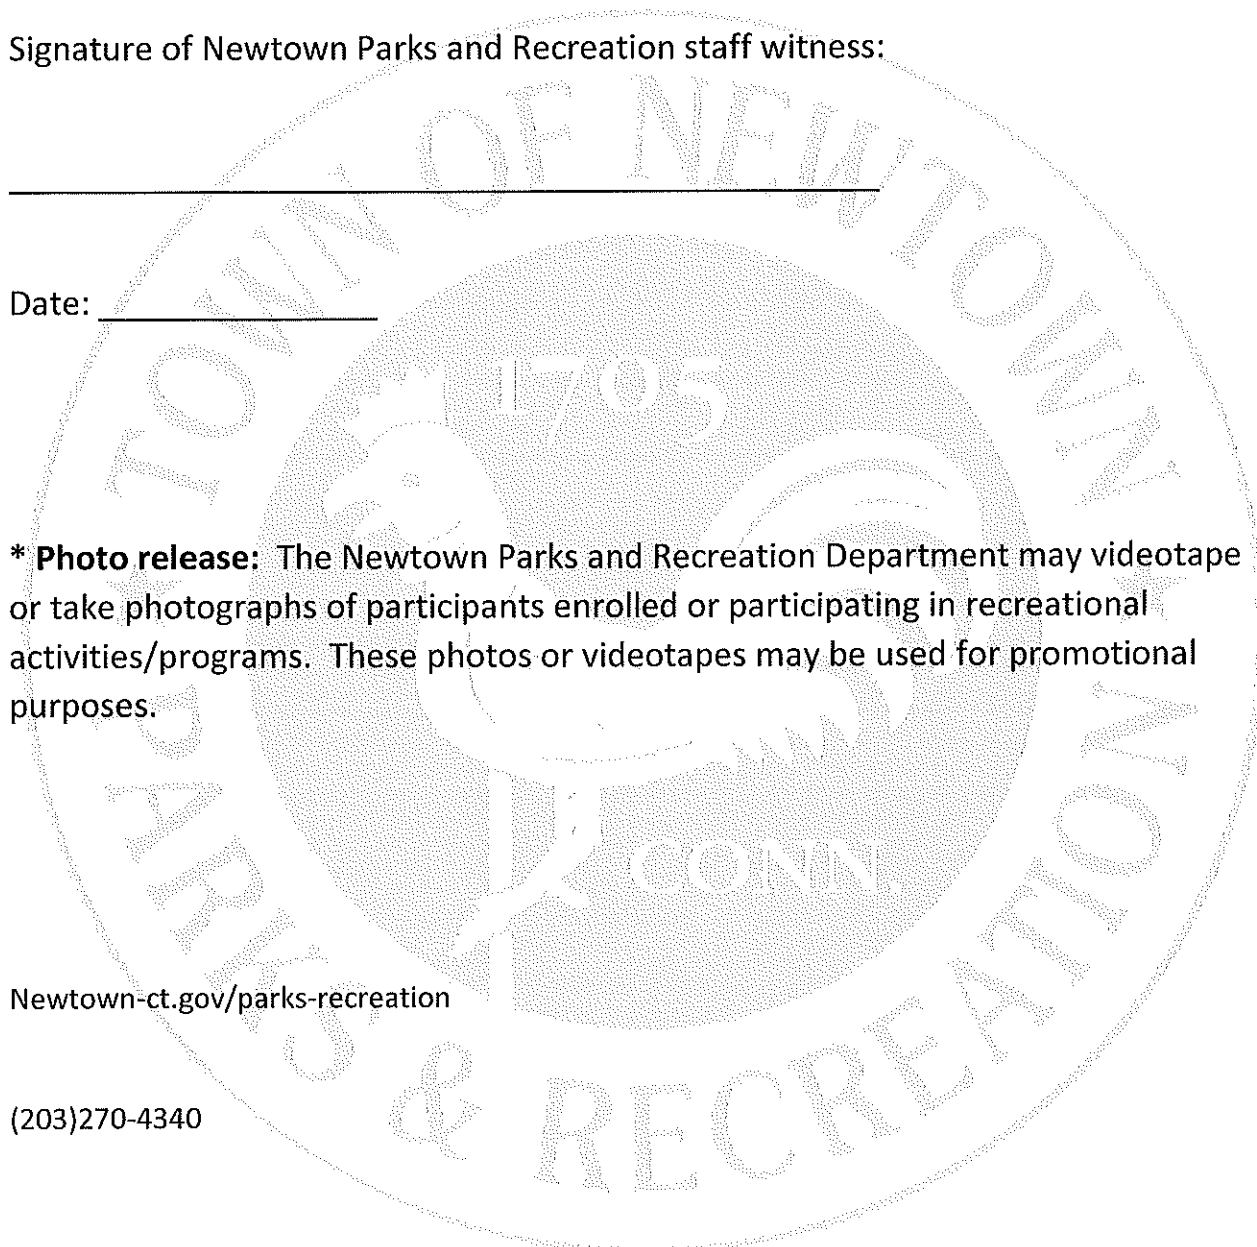 Signature of Newtown Parks and Recreation staff witness:
Date:
* Photo release: The Newtown Parks and Recreation Department may videotape
or take photographs of participants enrolled or participating in recreational
activities/programs. These photos or videotapes may be used for promotional
purposes.
Newtown-ct.gov/parks-recreation
(203)270-4340
TOWN OF NEWTOWN
1705
CONN.
PARKS & RECREATION